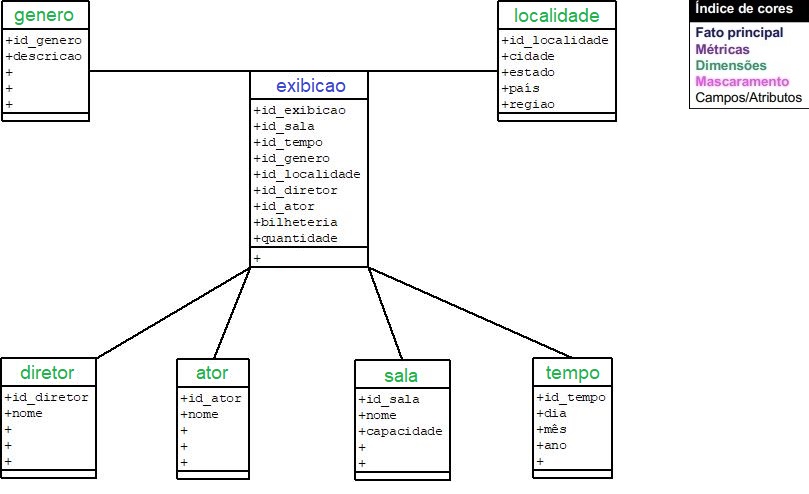 genero
+id_genero
+descricao
+
+
+
localidade
+id_localidade
+cidade
+estado
+país
+regiao
Índice de cores
Fato principal
Métricas
Dimensões
Mascaramento
Campos/Atributos
exibicao
+id_exibicao
+id_sala
+id_tempo
+id_genero
+id_localidade
+id_diretor
+id_ator
+bilheteria
+quantidade
+
diretor
+id_diretor
+nome
+
+
+
ator
+id_ator
+nome
+
+
+
sala
+id_sala
+nome
+capacidade
+
+
tempo
+id_tempo
+dia
+mês
+ano
+